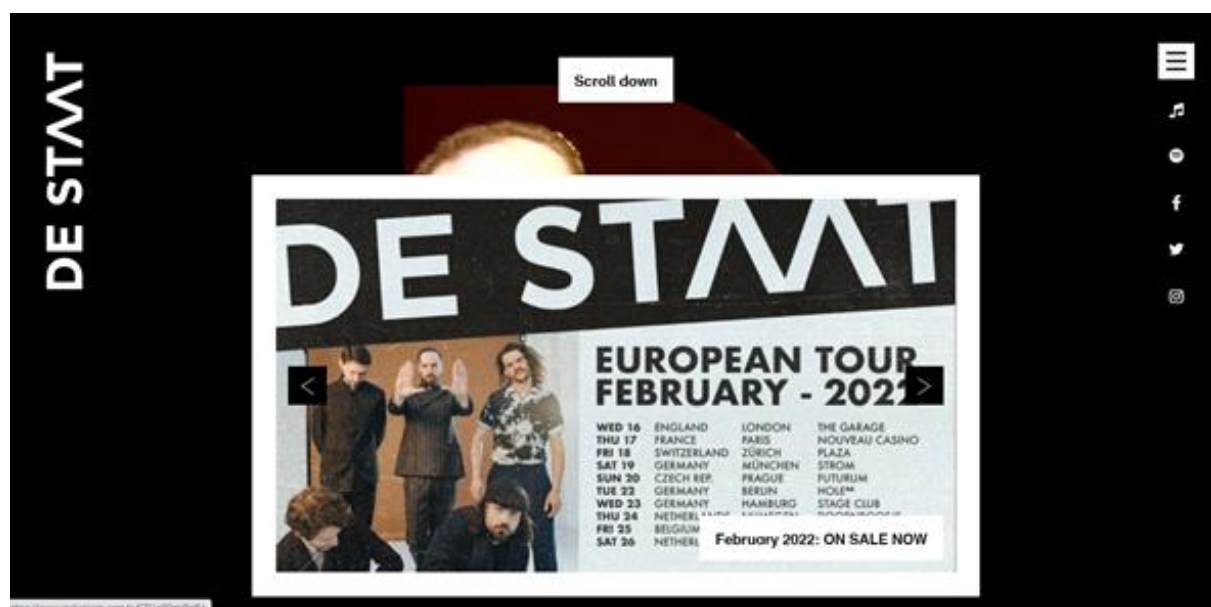 DE STAAT
Scroll down
DE STAAT
EUROPEAN TOUR
FEBRUARY - 2022
WED 16 ENGLAND LONDON THE GARAGE
THU 17 FRANCE PARIS NOUVEAU CASINO
FRI 18 SWITZERLAND ZÜRICH PLAZA
SAT 19 GERMANY MÜNCHEN STROM
SUN 20 CZECH REP. PRAGUE FUTURUM
TUE 22 GERMANY BERLIN HOLE⁴⁴
WED 23 GERMANY HAMBURG STAGE CLUB
THU 24
FRI 25 BELGIUM
SAT 26
February 2022: ON SALE NOW